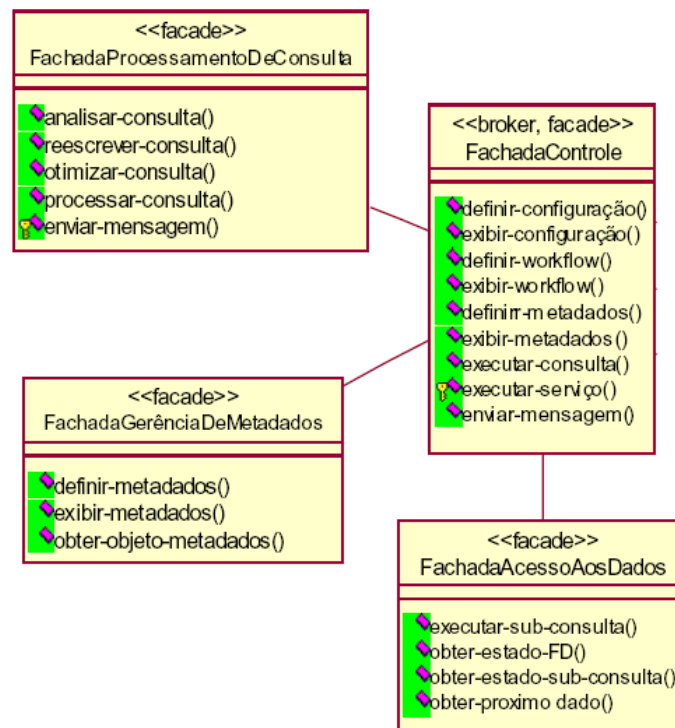 <<facade>>
FachadaProcessamentoDeConsulta
analisar-consulta()
reescrever-consulta()
otimizar-consulta()
processar-consulta()
enviar-mensagem()
<<broker, facade>>
FachadaControle
definir-configuração()
exibir-configuração()
definir-workflow()
exibir-workflow()
definirr-metadados()
exibir-metadados()
executar-consulta()
executar-serviço()
enviar-mensagem()
<<facade>>
FachadaGerênciaDeMetadados
definir-metadados()
exibir-metadados()
obter-objeto-metadados()
<<facade>>
FachadaAcessoAosDados
executar-sub-consulta()
obter-estado-FD()
obter-estado-sub-consulta()
obter-proximo dado()